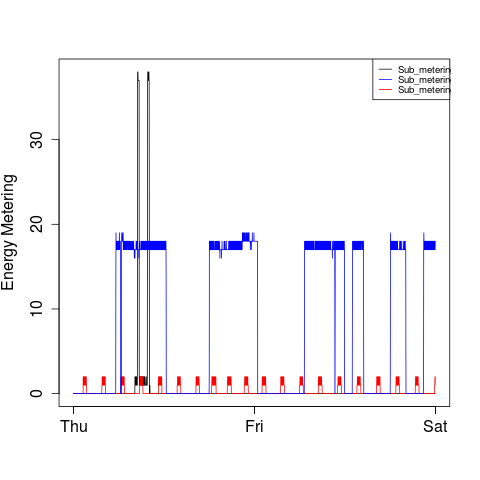 Sub_meterin
Sub_meterin
Sub_meterin
Energy Metering
30
20
10
0
Thu Fri Sat